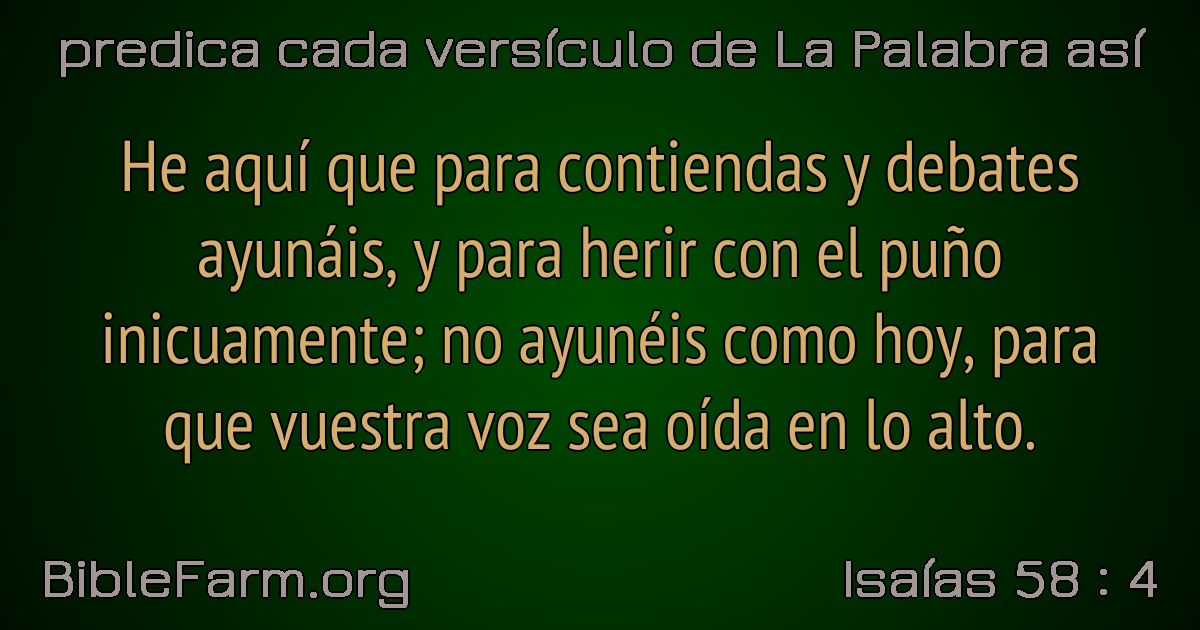 predica cada versículo de La Palabra así
He aquí que para contiendas y debates
ayunáis, y para herir con el puño
inicuamente; no ayunéis como hoy, para
que vuestra voz sea oída en lo alto.
BibleFarm.org
Isaías 58 : 4